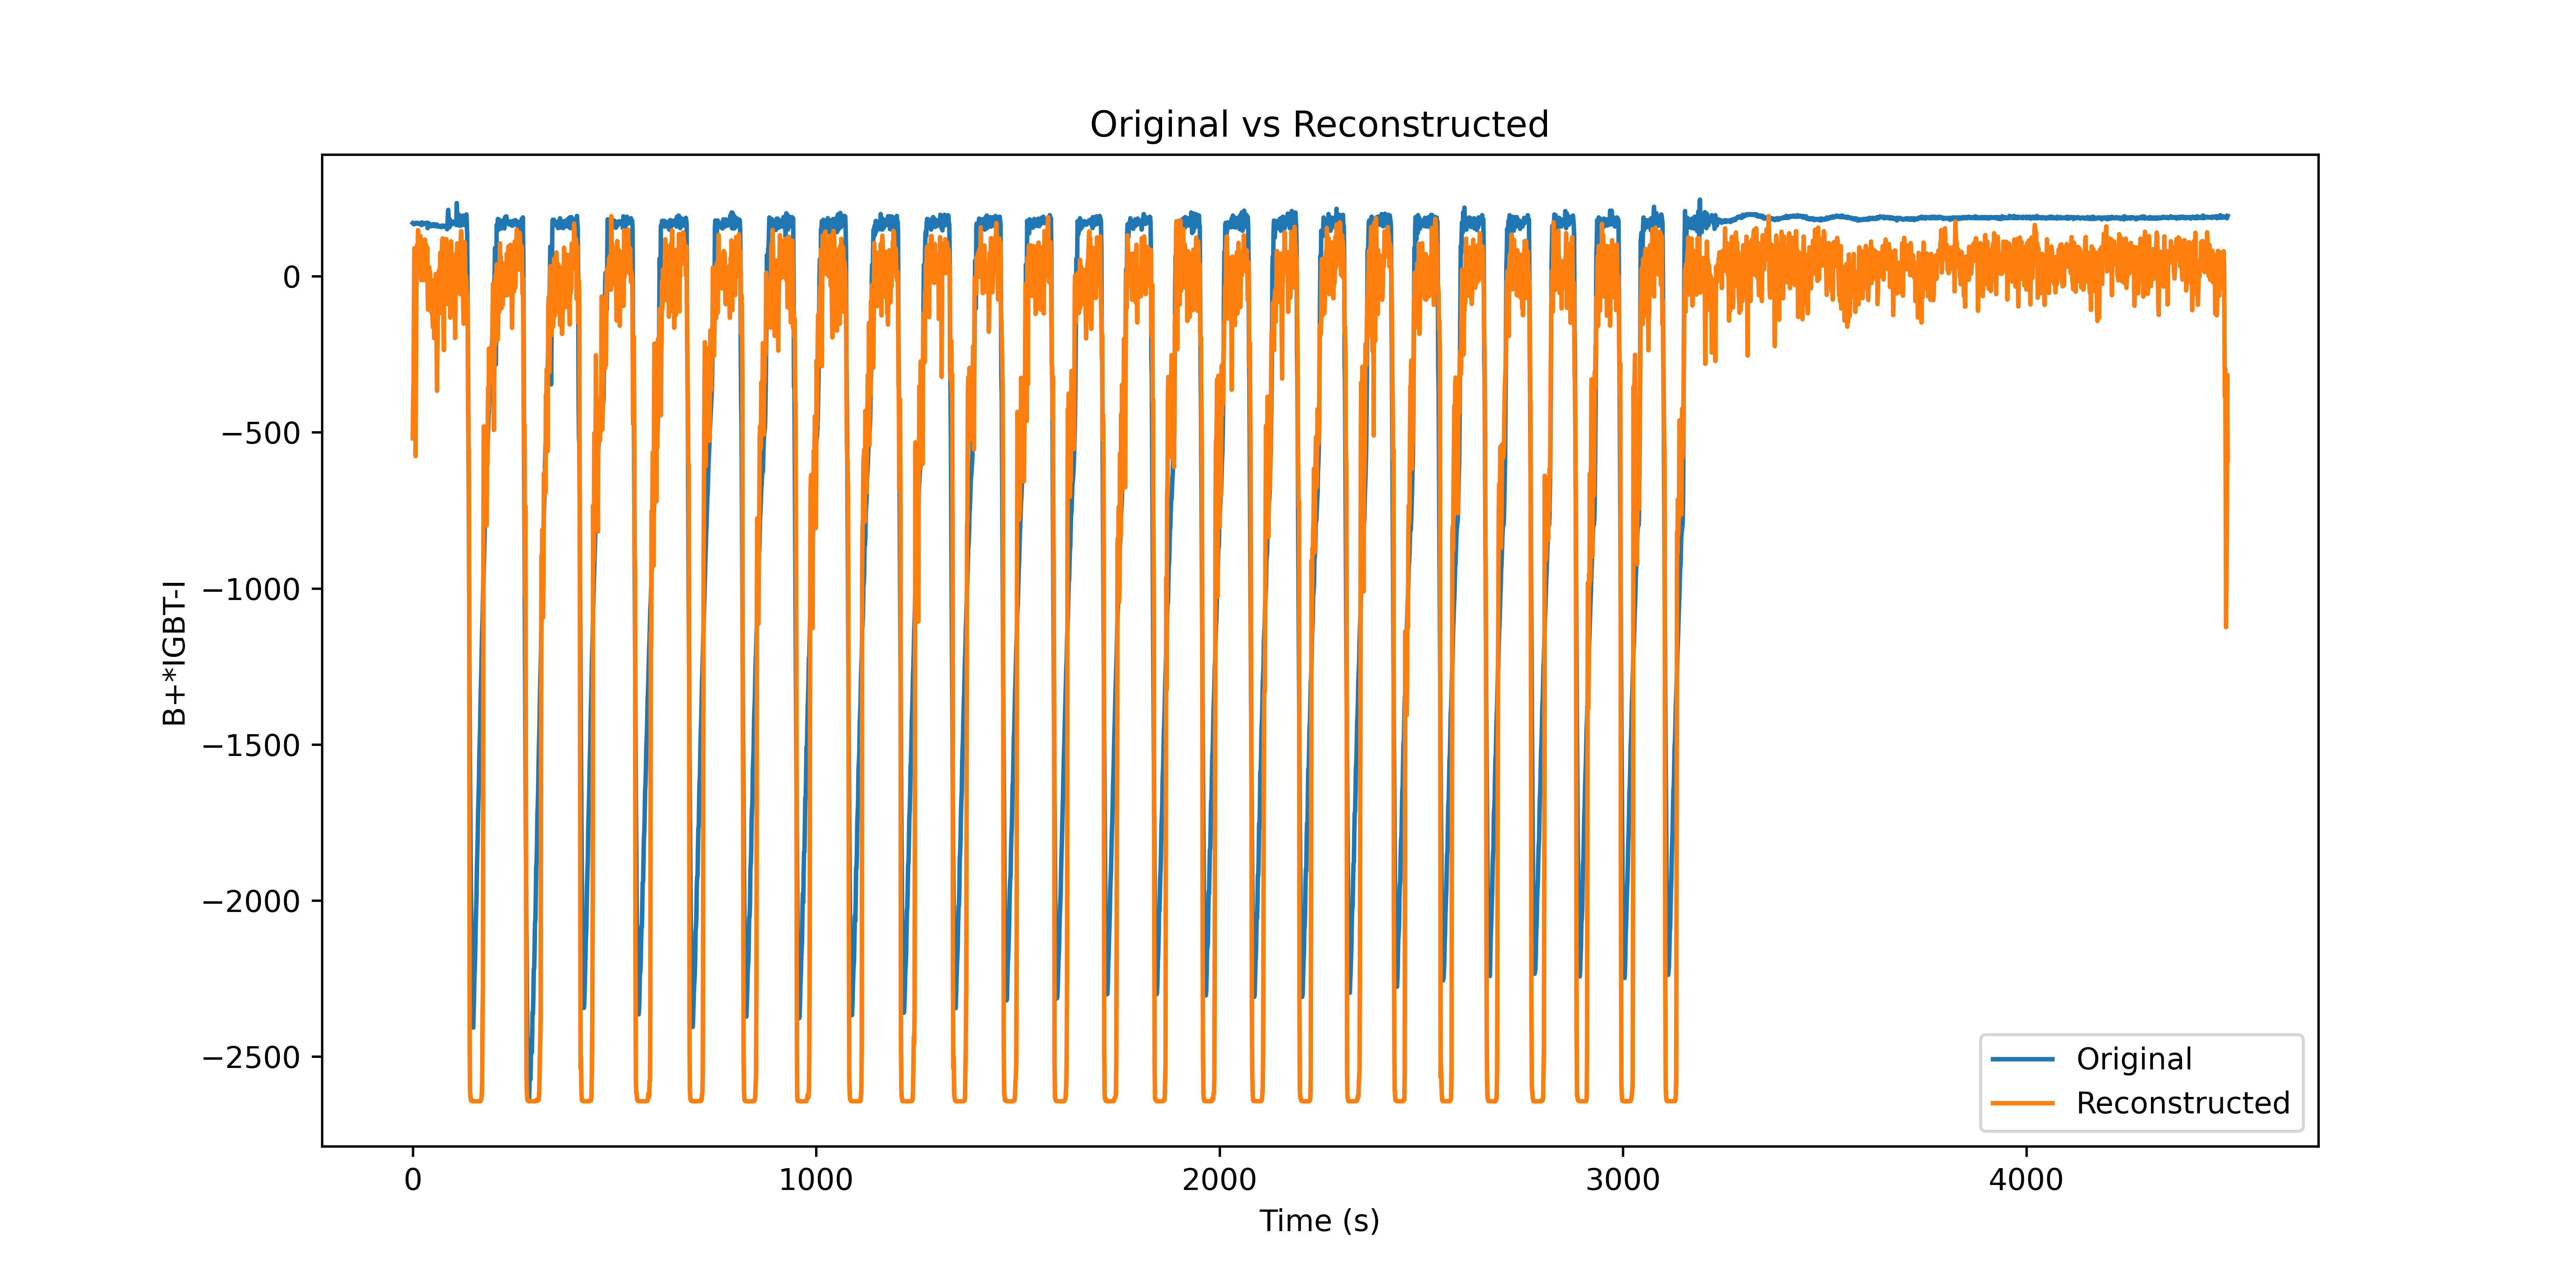 Original vs Reconstructed
B+*IGBT-I
0
−500
−1000
−1500
−2000
−2500
0 1000 2000 3000 4000
Time (s)
Original
Reconstructed